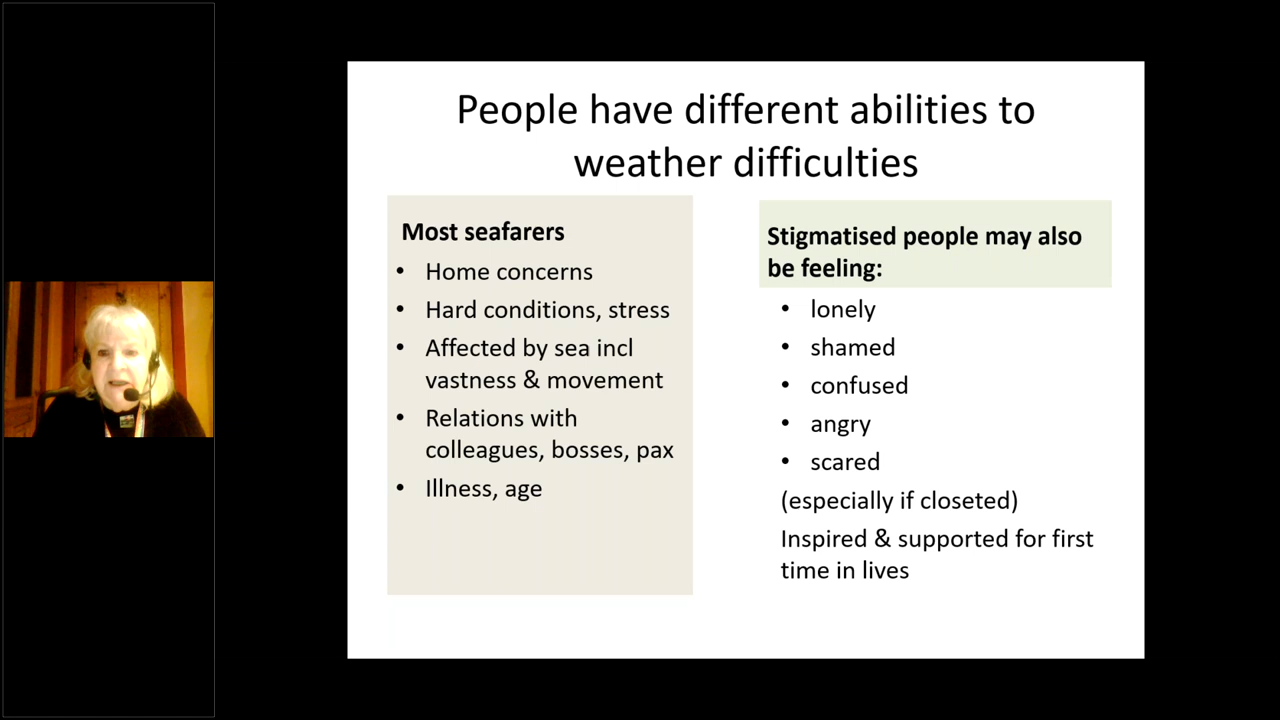 People have different abilities to
weather difficulties
Most seafarers
• Home concerns
• Hard conditions, stress
• Affected by sea incl
vastness & movement
• Relations with
colleagues, bosses, pax
• Illness, age
Stigmatised people may also
be feeling:
• lonely
• shamed
• confused
• angry
• scared
(especially if closeted)
Inspired & supported for first
time in lives